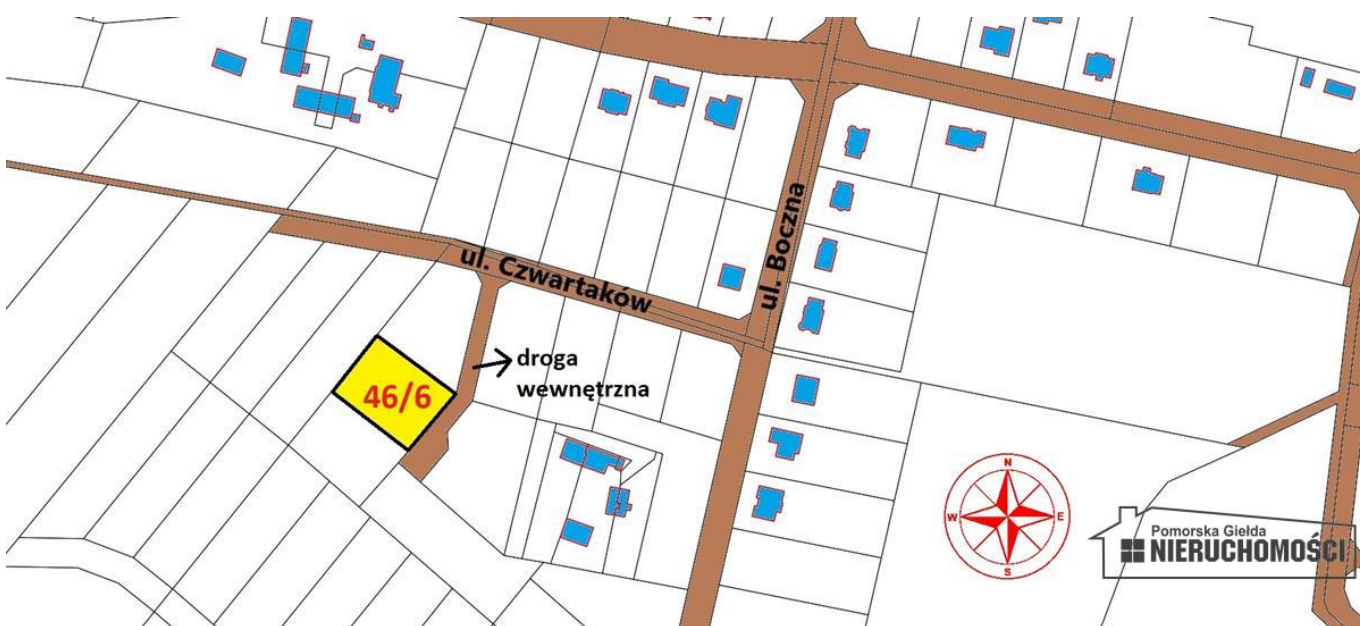 ul. Boczna
ul. Czwartaków
droga
wewnętrzna
46/6
N
W
E
S
Pomorska Giełda
NIERUCHOMOŚCI